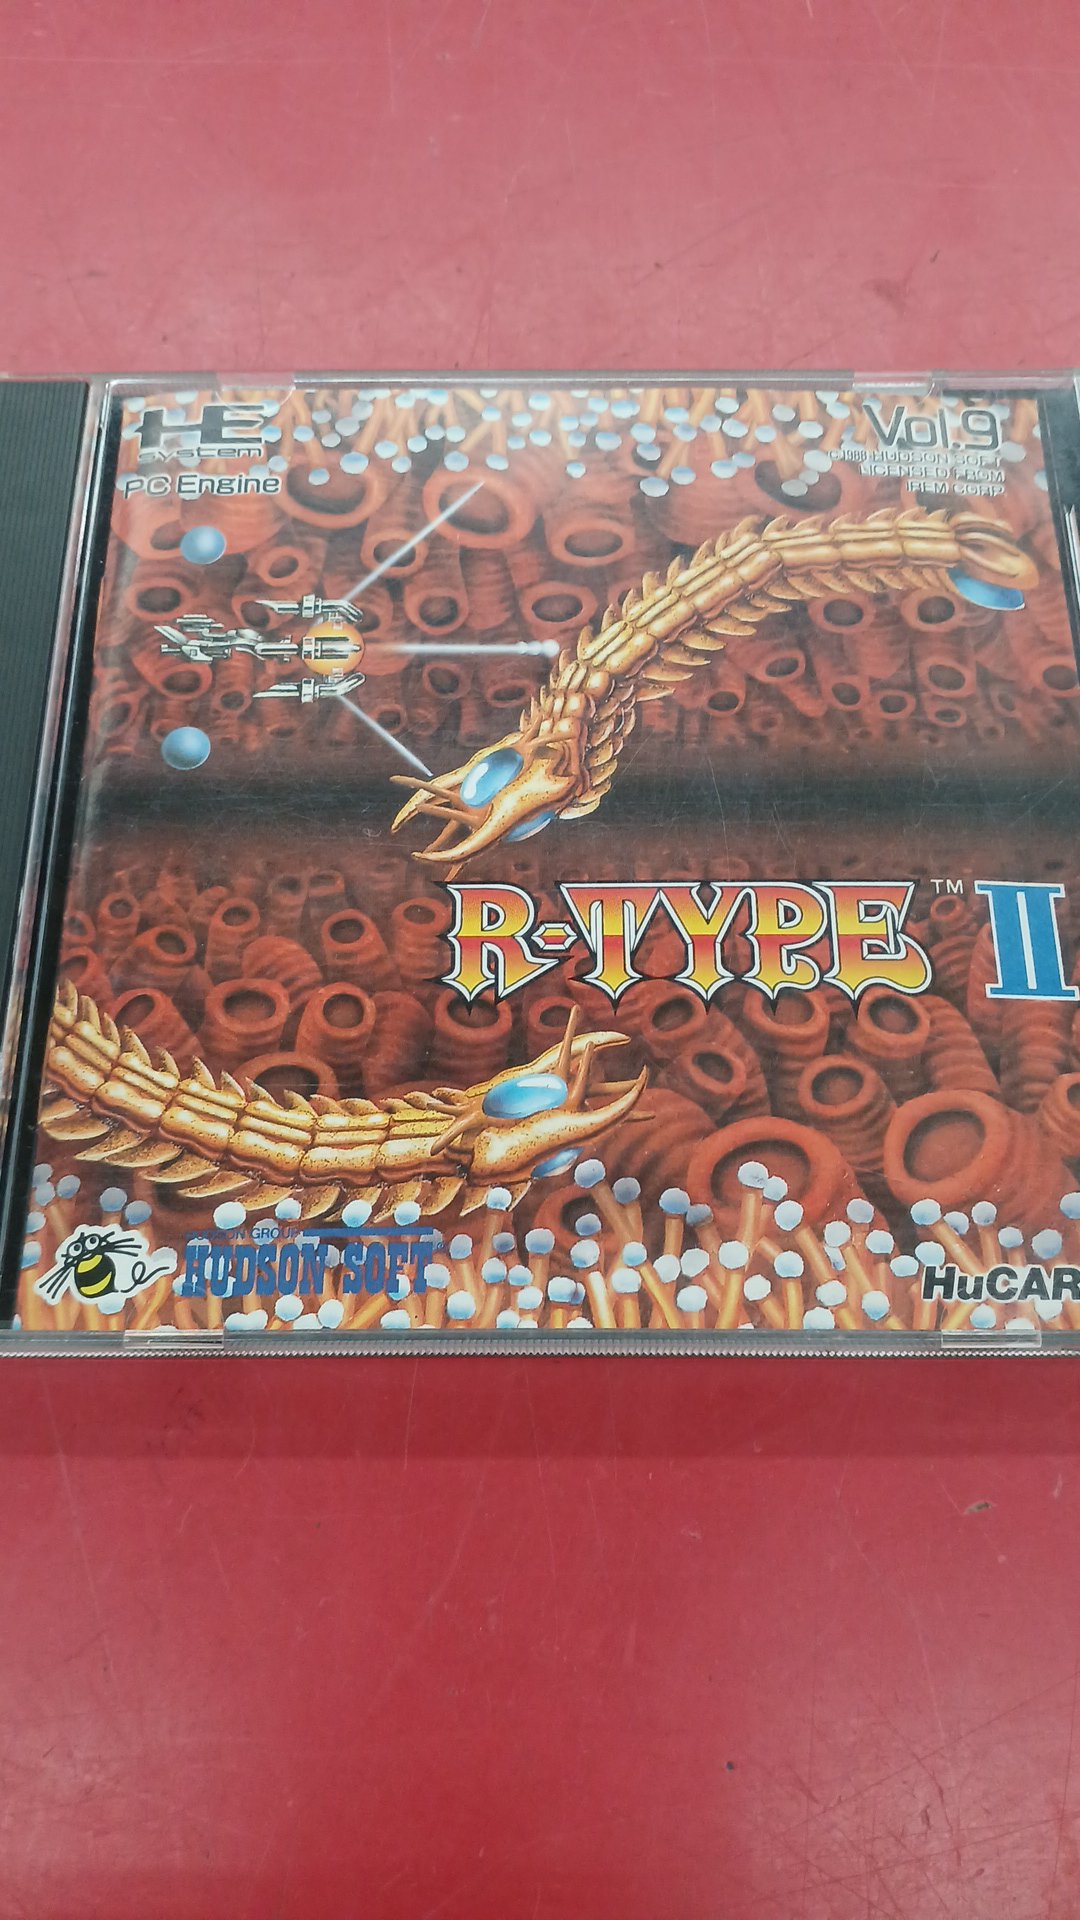 HE
system
PC Engine
Vol.9
©1988 HUDSON SOFT
LICENSED FROM
IREM CORP.
R-TYPE™ II
HUDSON GROUP
HUDSON SOFT
HuCAR